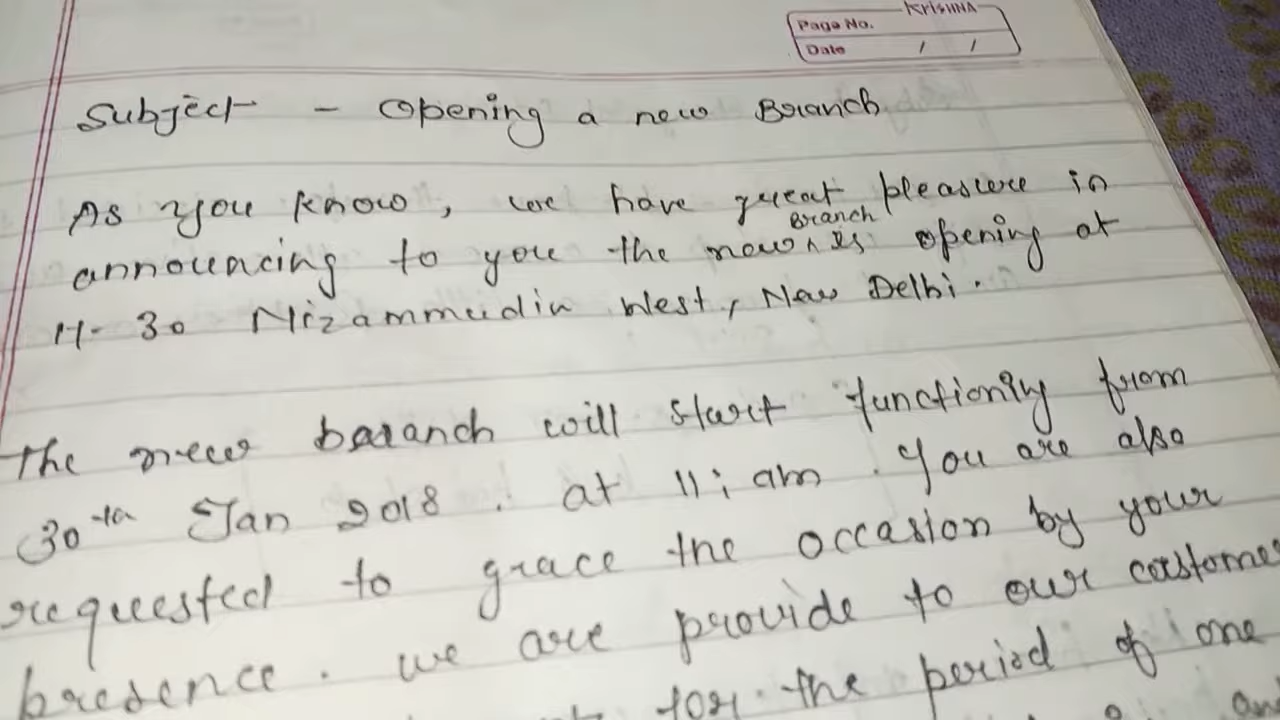 KRISHNA
Page No.
Date / /
Subject - Opening a new Branch
As you know, we have great pleasure in
Branch
announcing to you the new ^ is opening at
H-30 Nizammudin West, New Delhi.
The new baranch will start functioning from
30th Jan 2018. at 11: am. You are also
requested to grace the occasion by your
presence. we are provide to our customer
for the period of one